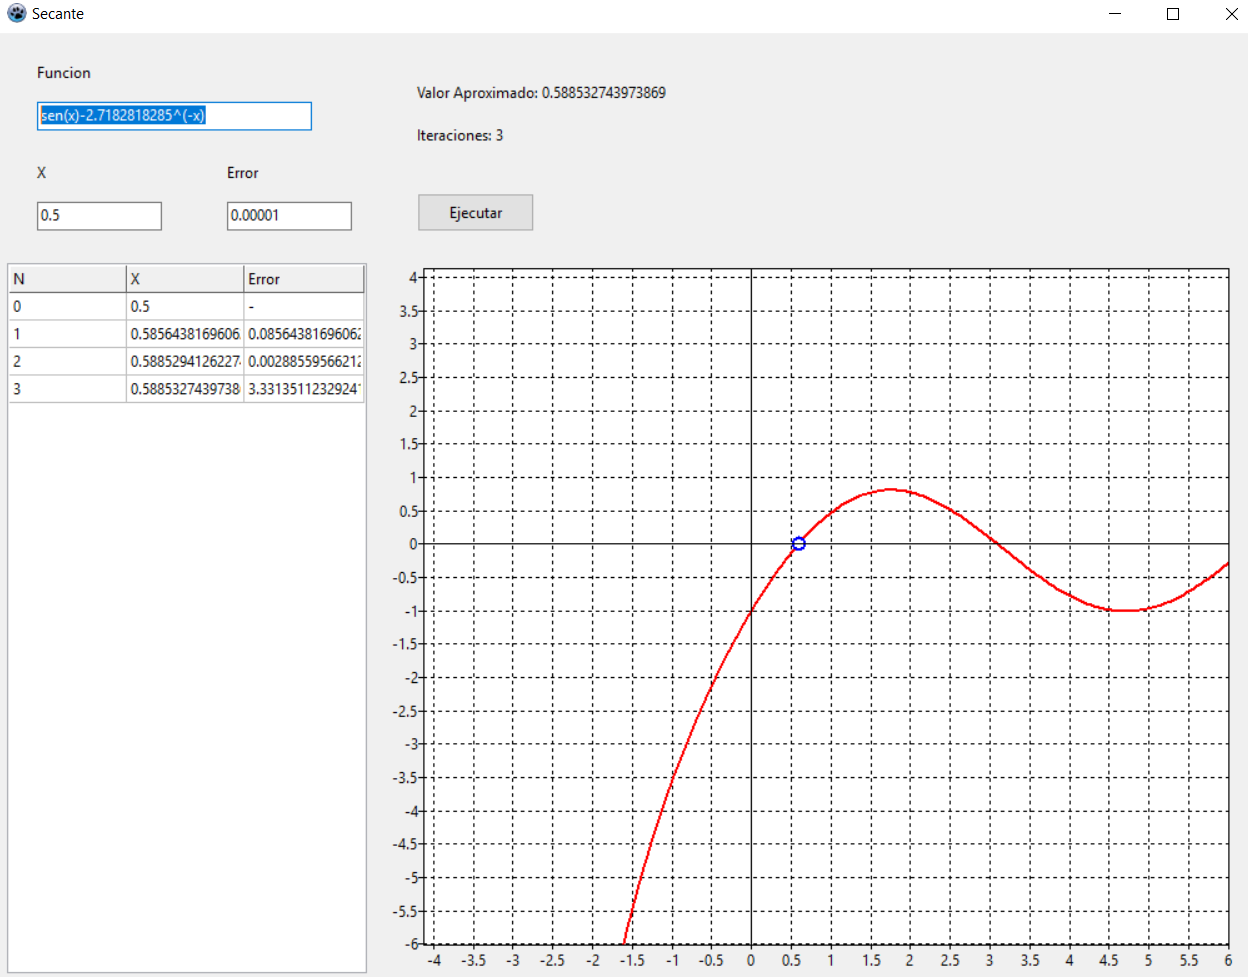 Secante
Funcion
sen(x)-2.7182818285^(-x)
X Error
0.5 0.00001
Valor Aproximado: 0.588532743973869
Iteraciones: 3
Ejecutar
N X Error
0 0.5 -
1 0.5856438169606 0.0856438169606
2 0.5885294126227 0.0028855956621
3 0.588532743973 3.331351123292
4
3.5
3
2.5
2
1.5
1
0.5
0
-0.5
-1
-1.5
-2
-2.5
-3
-3.5
-4
-4.5
-5
-5.5
-6
-4 -3.5 -3 -2.5 -2 -1.5 -1 -0.5 0 0.5 1 1.5 2 2.5 3 3.5 4 4.5 5 5.5 6